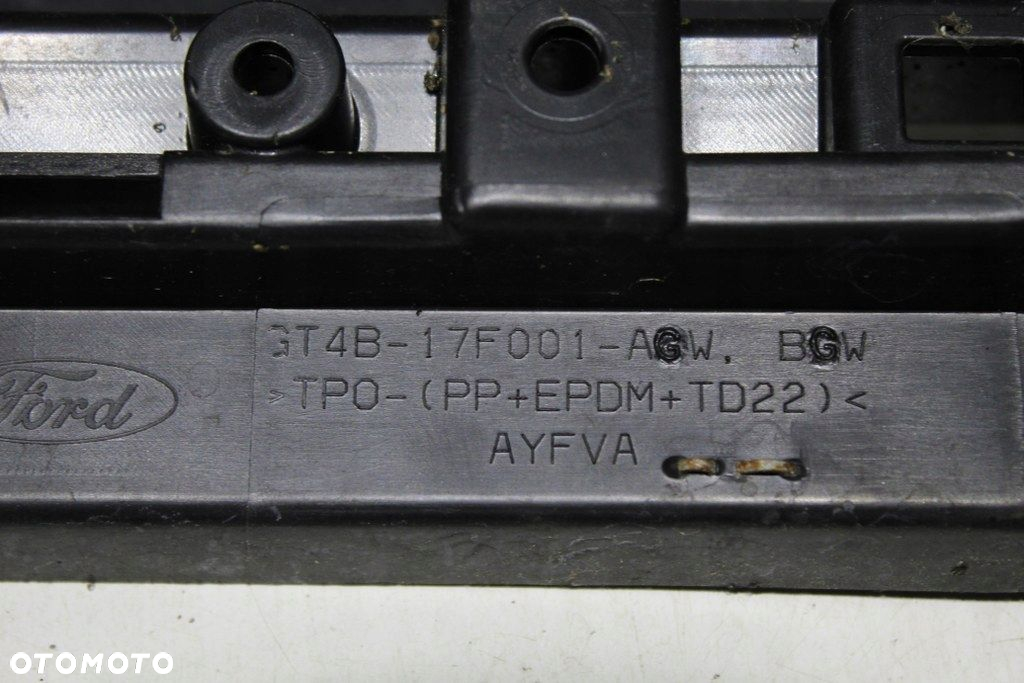 GT4B-17F001-AGW, BGW
Ford
>TPO-(PP+EPDM+TD22)<
AYFVA
OTOMOTO